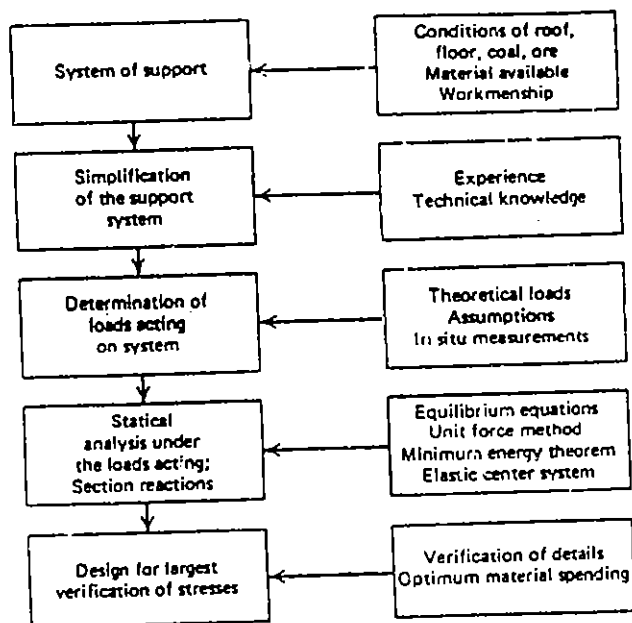 System of support
Conditions of roof,
floor, coal, ore
Material available
Workmenship
Simplification
of the support
system
Experience
Technical knowledge
Determination of
loads acting
on system
Theoretical loads
Assumptions
In situ measurements
Statical
analysis under
the loads acting;
Section reactions
Equilibrium equations
Unit force method
Minimum energy theorem
Elastic center system
Design for largest
verification of stresses
Verification of details
Optimum material spending